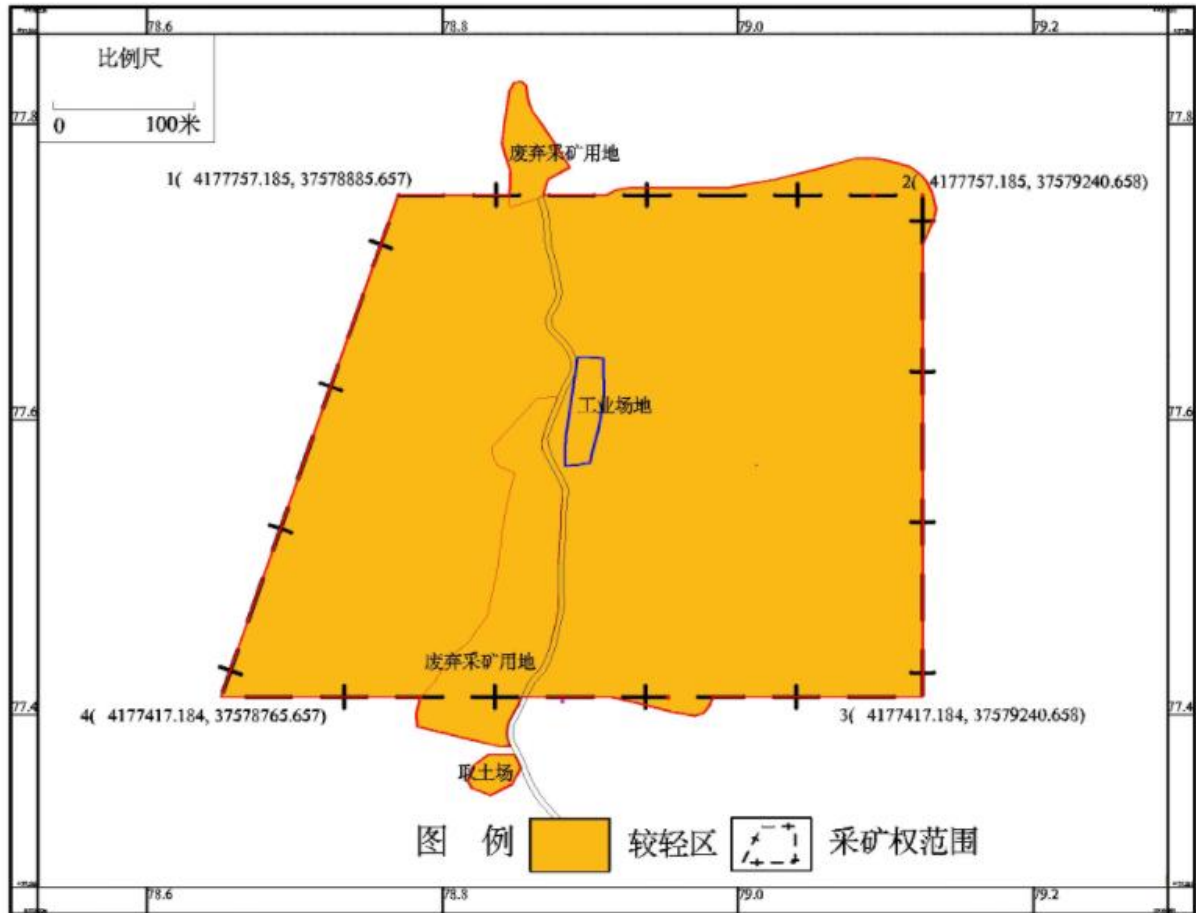 78.6 78.8 79.0 79.2
比例尺
0 100米
77.8 77.8
废弃采矿用地
1( 4177757.185, 37578885.657)
2( 4177757.185, 37579240.658)
77.6 77.6
工业场地
废弃采矿用地
77.4 77.4
4( 4177417.184, 37578765.657)
3( 4177417.184, 37579240.658)
取土场
图 例 较轻区 采矿权范围
78.6 78.8 79.0 79.2